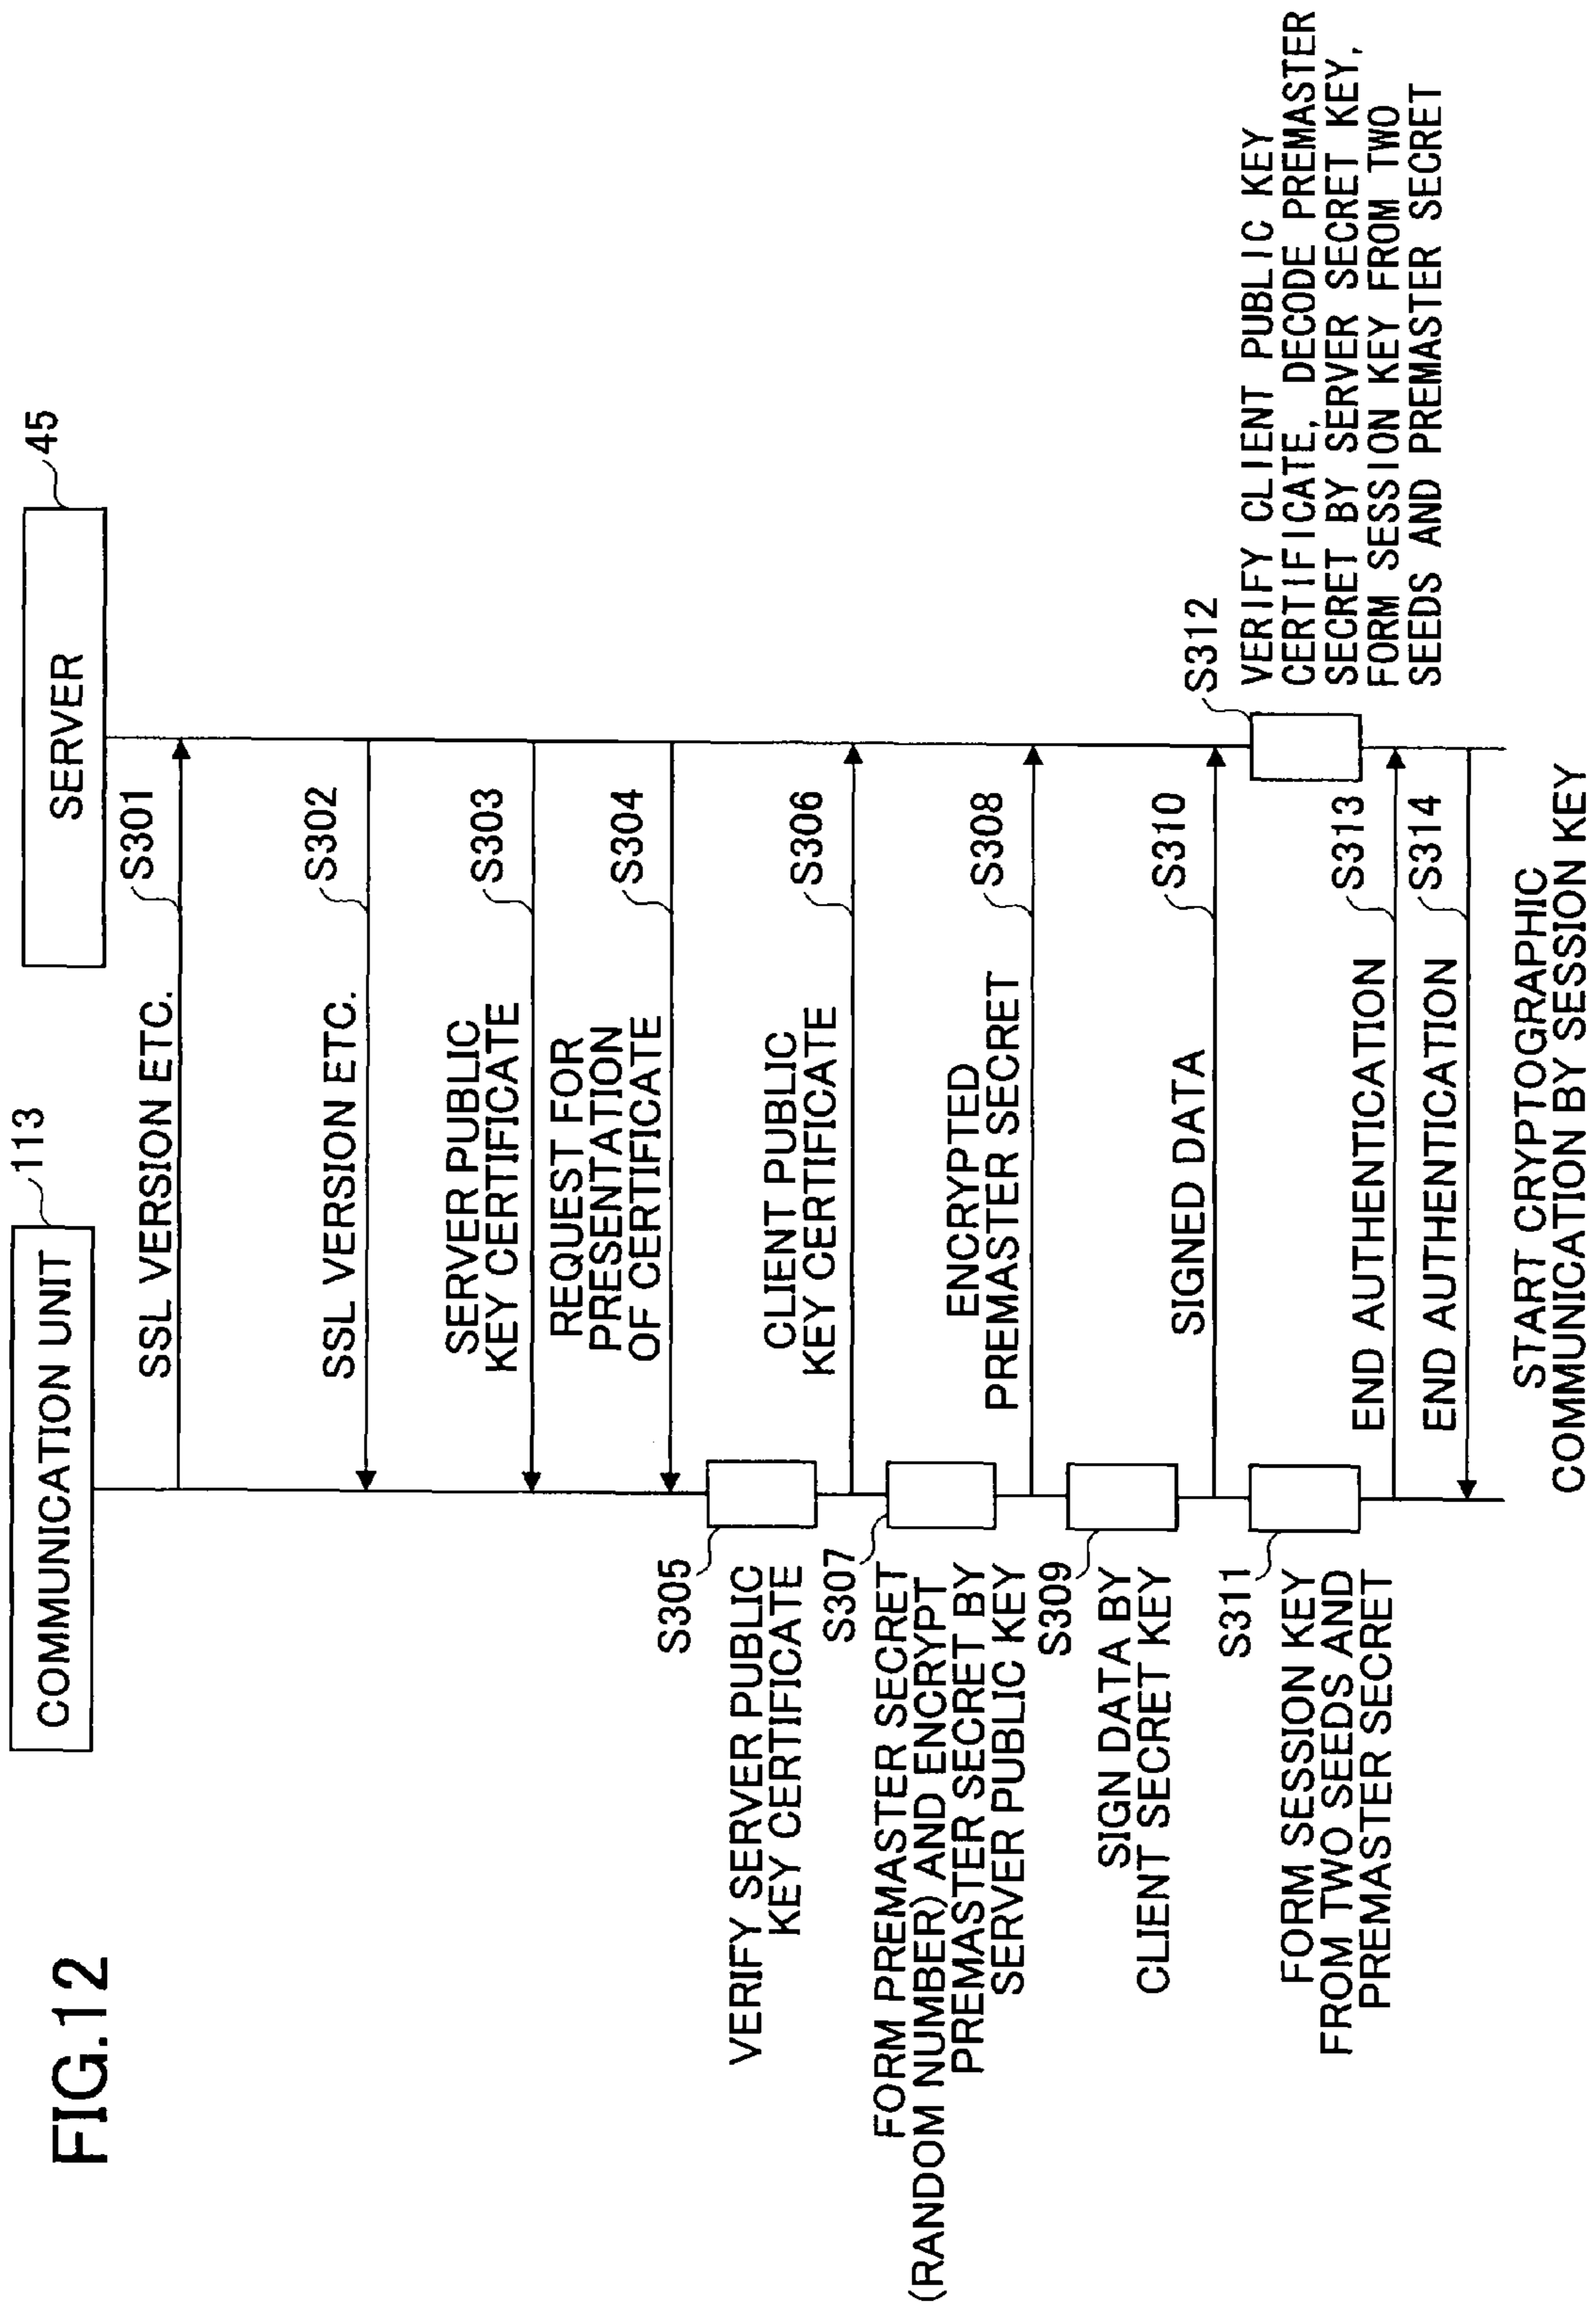 FIG.12
COMMUNICATION UNIT
113
SERVER
45
SSL VERSION ETC.
S301
SSL VERSION ETC.
S302
SERVER PUBLIC
KEY CERTIFICATE
S303
REQUEST FOR
PRESENTATION
OF CERTIFICATE
S304
S305
VERIFY SERVER PUBLIC
KEY CERTIFICATE
CLIENT PUBLIC
KEY CERTIFICATE
S306
S307
FORM PREMASTER SECRET
(RANDOM NUMBER) AND ENCRYPT
PREMASTER SECRET BY
SERVER PUBLIC KEY
ENCRYPTED
PREMASTER SECRET
S308
S309
SIGN DATA BY
CLIENT SECRET KEY
SIGNED DATA
S310
S311
FORM SESSION KEY
FROM TWO SEEDS AND
PREMASTER SECRET
S312
VERIFY CLIENT PUBLIC KEY
CERTIFICATE, DECODE PREMASTER
SECRET BY SERVER SECRET KEY,
FORM SESSION KEY FROM TWO
SEEDS AND PREMASTER SECRET
END AUTHENTICATION
S313
END AUTHENTICATION
S314
START CRYPTOGRAPHIC
COMMUNICATION BY SESSION KEY